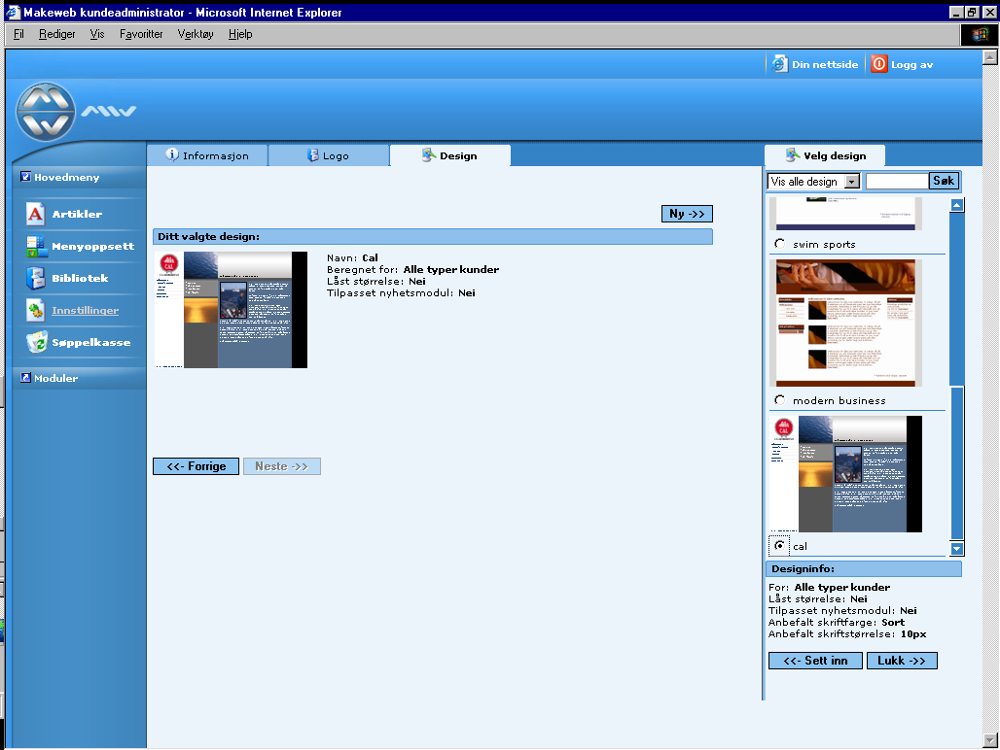 Makeweb kundeadministrator - Microsoft Internet Explorer
Fil Rediger Vis Favoritter Verktøy Hjelp
Din nettside Logg av
Informasjon Logo Design Velg design
Hovedmeny
Artikler
Menyoppsett
Bibliotek
Innstillinger
Søppelkasse
Moduler
Ny ->>
Ditt valgte design:
CAL
Navn: Cal
Beregnet for: Alle typer kunder
Låst størrelse: Nei
Tilpasset nyhetsmodul: Nei
<<- Forrige Neste ->>
Vis alle design Søk
swim sports
modern business
CAL
cal
Designinfo:
For: Alle typer kunder
Låst størrelse: Nei
Tilpasset nyhetsmodul: Nei
Anbefalt skriftfarge: Sort
Anbefalt skriftstørrelse: 10px
<<- Sett inn Lukk ->>